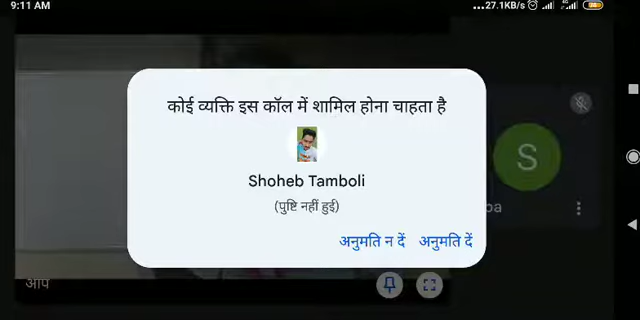 9:11 AM
...27.1KB/s
कोई व्यक्ति इस कॉल में शामिल होना चाहता है
Shoheb Tamboli
(पुष्टि नहीं हुई)
अनुमति न दें अनुमति दें
S
ba
आप